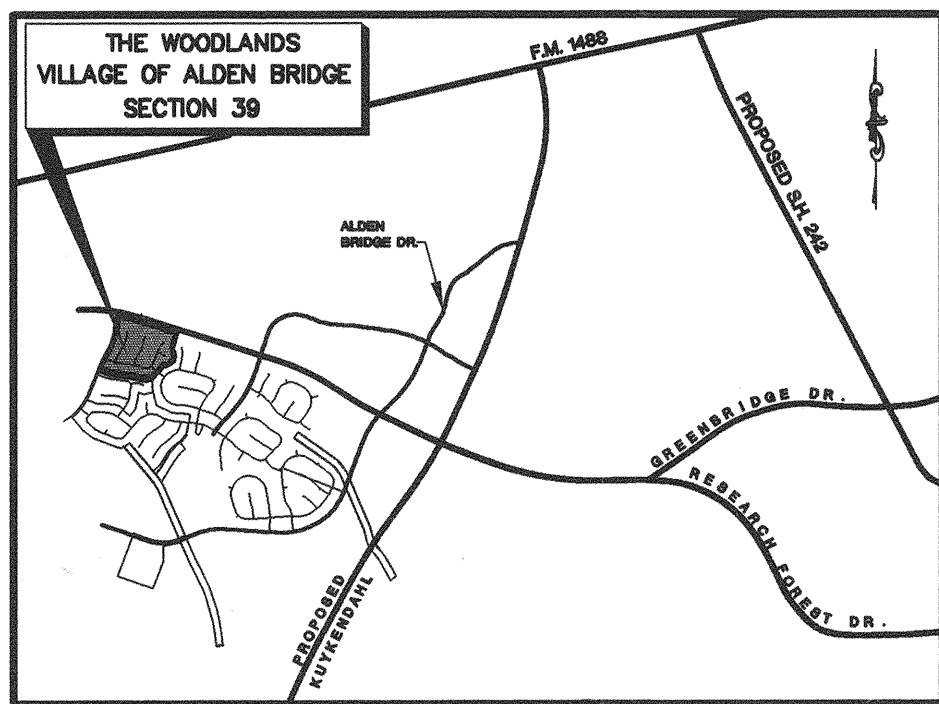 THE WOODLANDS
VILLAGE OF ALDEN BRIDGE
SECTION 39
F.M. 1488
PROPOSED S.H. 242
ALDEN
BRIDGE DR.
GREENBRIDGE DR.
RESEARCH FOREST DR.
PROPOSED
KUYKENDAHL